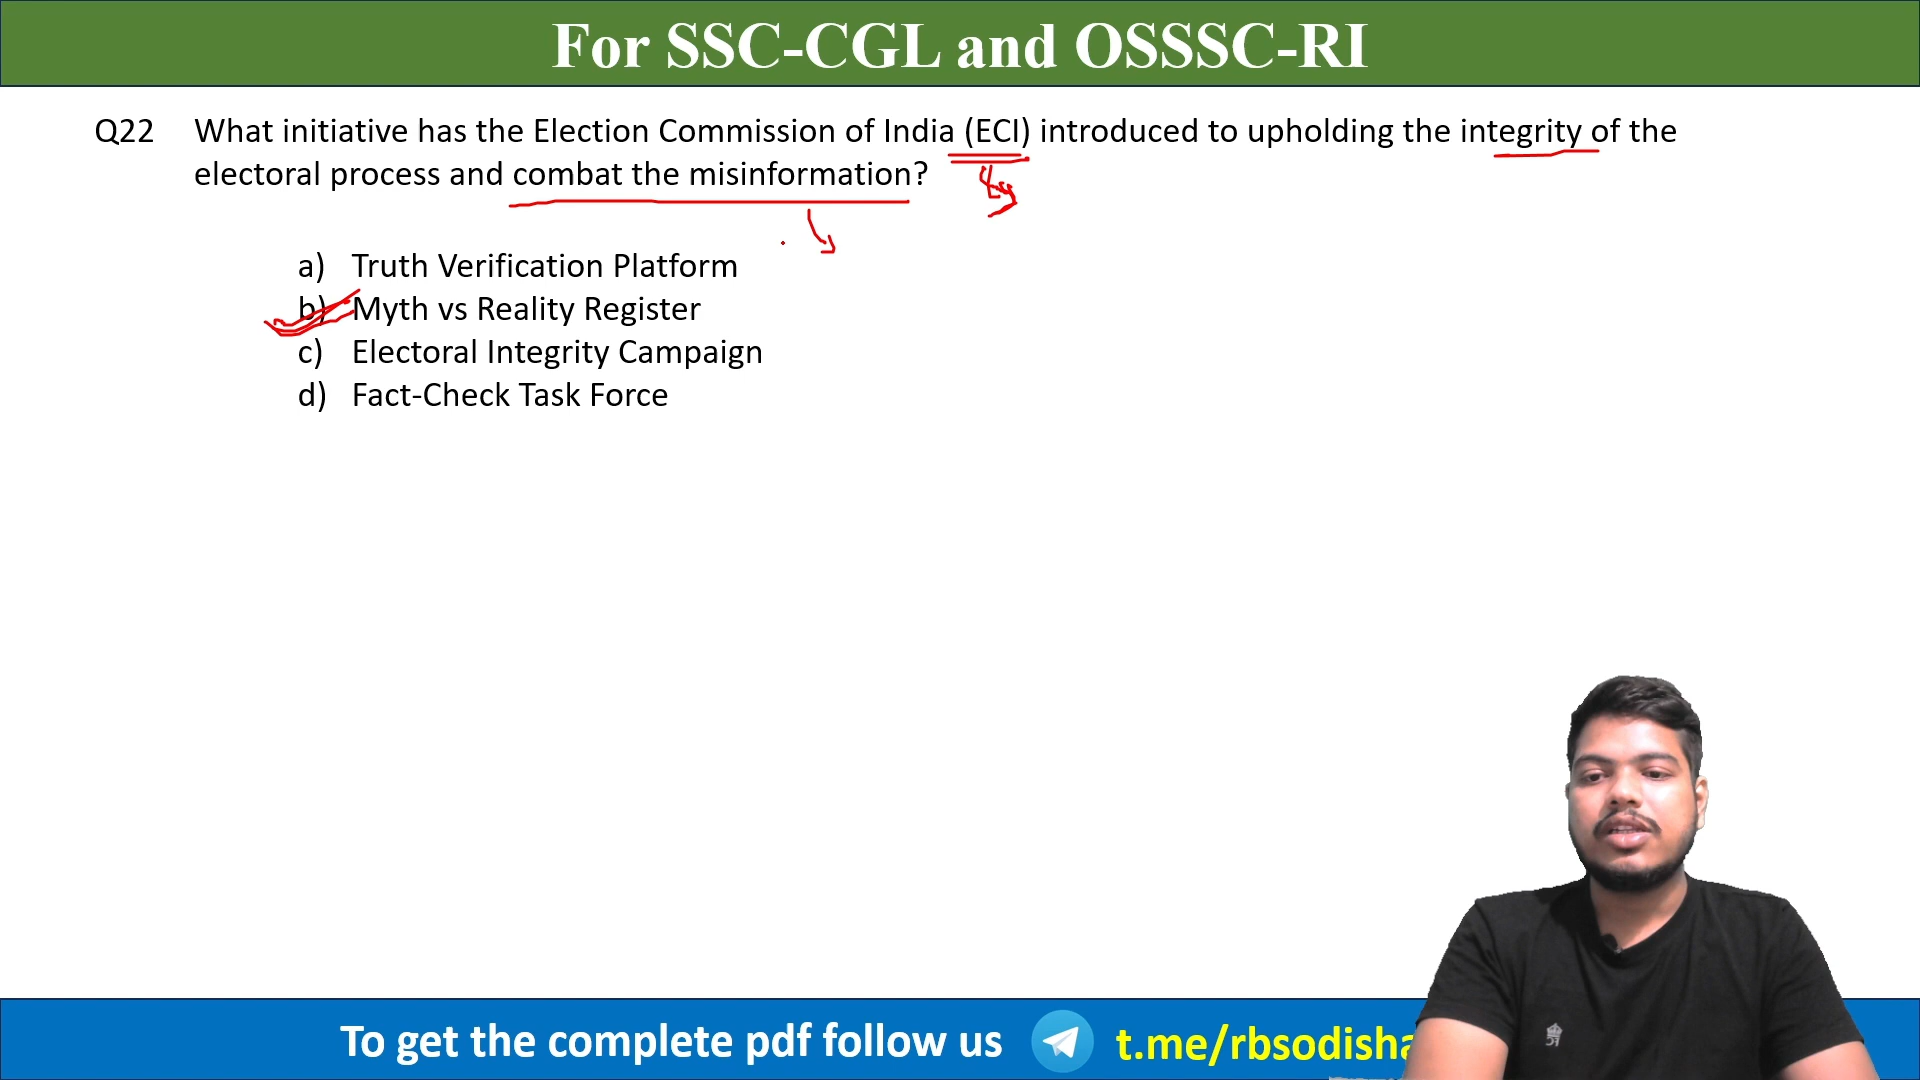 For SSC-CGL and OSSSC-RI
Q22 What initiative has the Election Commission of India (ECI) introduced to upholding the integrity of the
electoral process and combat the misinformation?
a) Truth Verification Platform
b) Myth vs Reality Register
c) Electoral Integrity Campaign
d) Fact-Check Task Force
To get the complete pdf follow us t.me/rbsodisha